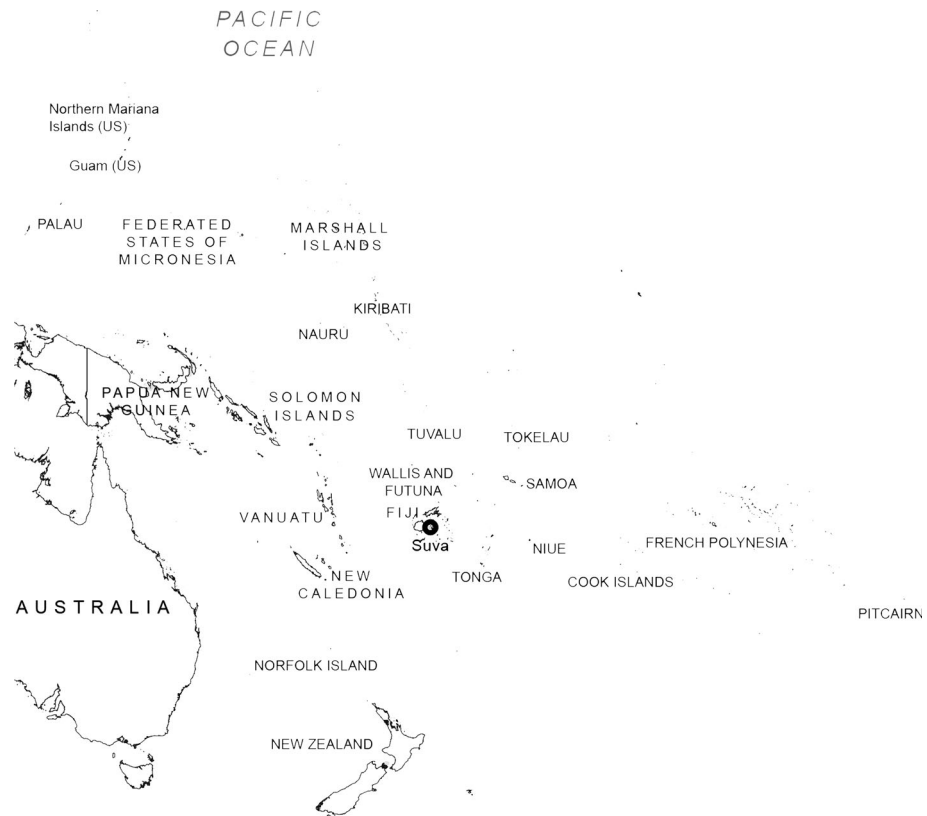 PACIFIC
OCEAN
Northern Mariana
Islands (US)
Guam (US)
PALAU
FEDERATED
STATES OF
MICRONESIA
MARSHALL
ISLANDS
KIRIBATI
NAURU
PAPUA NEW
GUINEA
SOLOMON
ISLANDS
TUVALU
TOKELAU
WALLIS AND
FUTUNA
SAMOA
FIJI
VANUATU
Suva
NIUE
FRENCH POLYNESIA
NEW
CALEDONIA
TONGA
COOK ISLANDS
AUSTRALIA
PITCAIRN
NORFOLK ISLAND
NEW ZEALAND